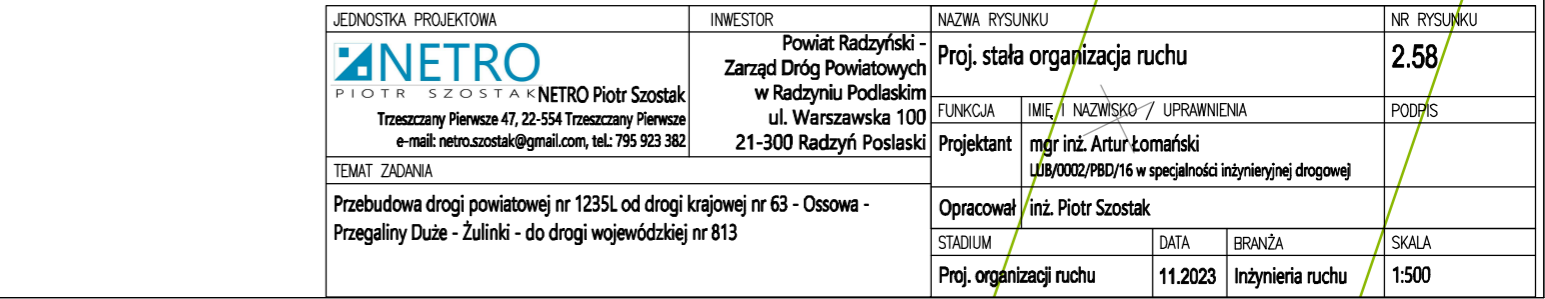 JEDNOSTKA PROJEKTOWA
NETRO
PIOTR SZOSTAK
NETRO Piotr Szostak
Trzeszczany Pierwsze 47, 22-554 Trzeszczany Pierwsze
e-mail: netro.szostak@gmail.com, tel.: 795 923 382
INWESTOR
Powiat Radzyński -
Zarząd Dróg Powiatowych
w Radzyniu Podlaskim
ul. Warszawska 100
21-300 Radzyń Poslaski
TEMAT ZADANIA
Przebudowa drogi powiatowej nr 1235L od drogi krajowej nr 63 - Ossowa -
Przegaliny Duże - Żulinki - do drogi wojewódzkiej nr 813
NAZWA RYSUNKU
Proj. stała organizacja ruchu
NR RYSUNKU
2.58
FUNKCJA
IMIĘ I NAZWISKO / UPRAWNIENIA
PODPIS
Projektant
mgr inż. Artur Łomański
LUB/0002/PBD/16 w specjalności inżynieryjnej drogowej
Opracował
inż. Piotr Szostak
STADIUM
DATA
BRANŻA
SKALA
Proj. organizacji ruchu
11.2023
Inżynieria ruchu
1:500